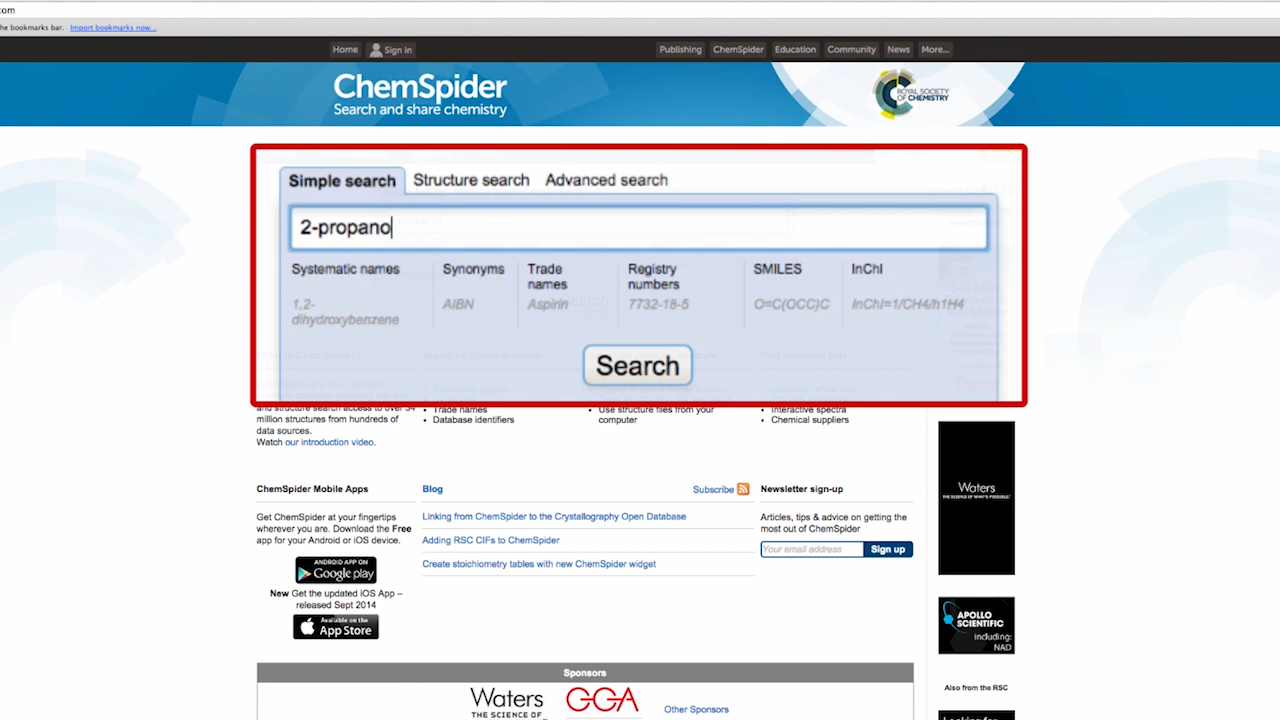 com
he bookmarks bar. Import bookmarks now...
Home Sign in Publishing ChemSpider Education Community News More...
ChemSpider
Search and share chemistry
ROYAL SOCIETY
OF CHEMISTRY
Simple search Structure search Advanced search
2-propano
Systematic names Synonyms Trade names Registry numbers SMILES InChI
1,2-dihydroxybenzene AIBN Aspirin 7732-18-5 O=C(OCC)C InChI=1/CH4/h1H4
Search
and structure search access to over 34
million structures from hundreds of
data sources.
Watch our introduction video.
• Trade names
• Database identifiers
• Use structure files from your
computer
• Interactive spectra
• Chemical suppliers
Waters
THE SCIENCE OF WHAT'S POSSIBLE.
ChemSpider Mobile Apps
Get ChemSpider at your fingertips
wherever you are. Download the Free
app for your Android or iOS device.
ANDROID APP ON
Google play
New Get the updated iOS App –
released Sept 2014
Available on the
App Store
Blog Subscribe
Linking from ChemSpider to the Crystallography Open Database
Adding RSC CIFs to ChemSpider
Create stoichiometry tables with new ChemSpider widget
Newsletter sign-up
Articles, tips & advice on getting the
most out of ChemSpider
Your email address Sign up
APOLLO
SCIENTIFIC
including:
NAD
Also from the RSC
Sponsors
Waters
THE SCIENCE OF
GGA
Other Sponsors